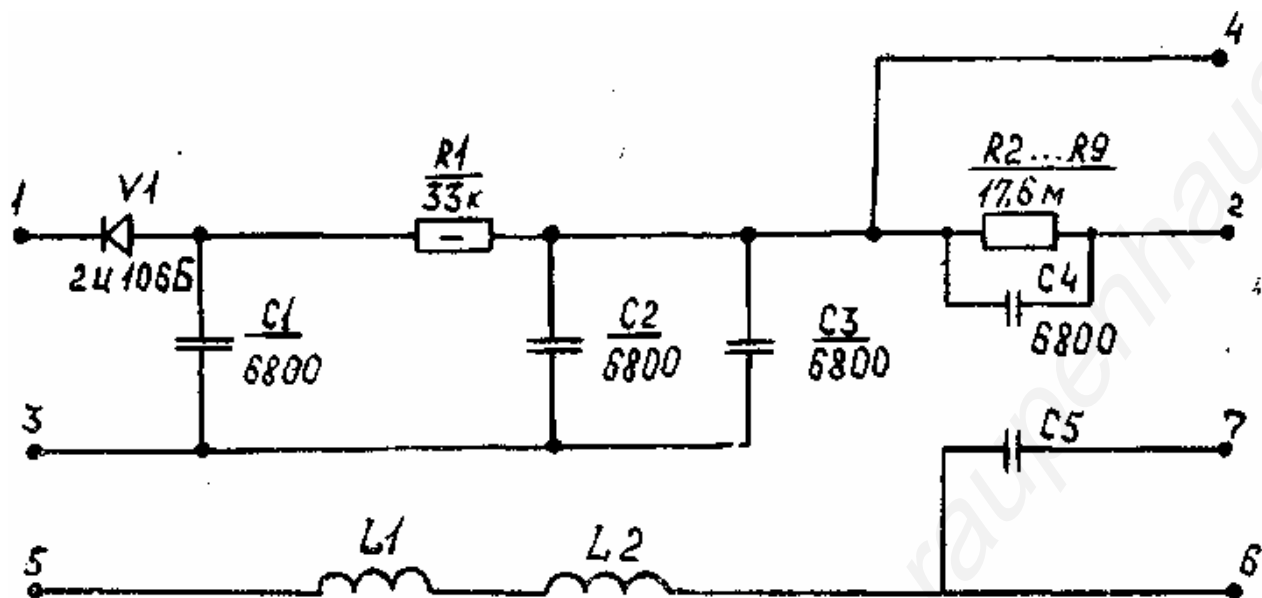 4
R1
33к
R2...R9
17,6 м
1
V1
2
2Ц106Б
C1
6800
C2
6800
C3
6800
C4
6800
3
C5
7
5
L1
L2
6
raupenhaus